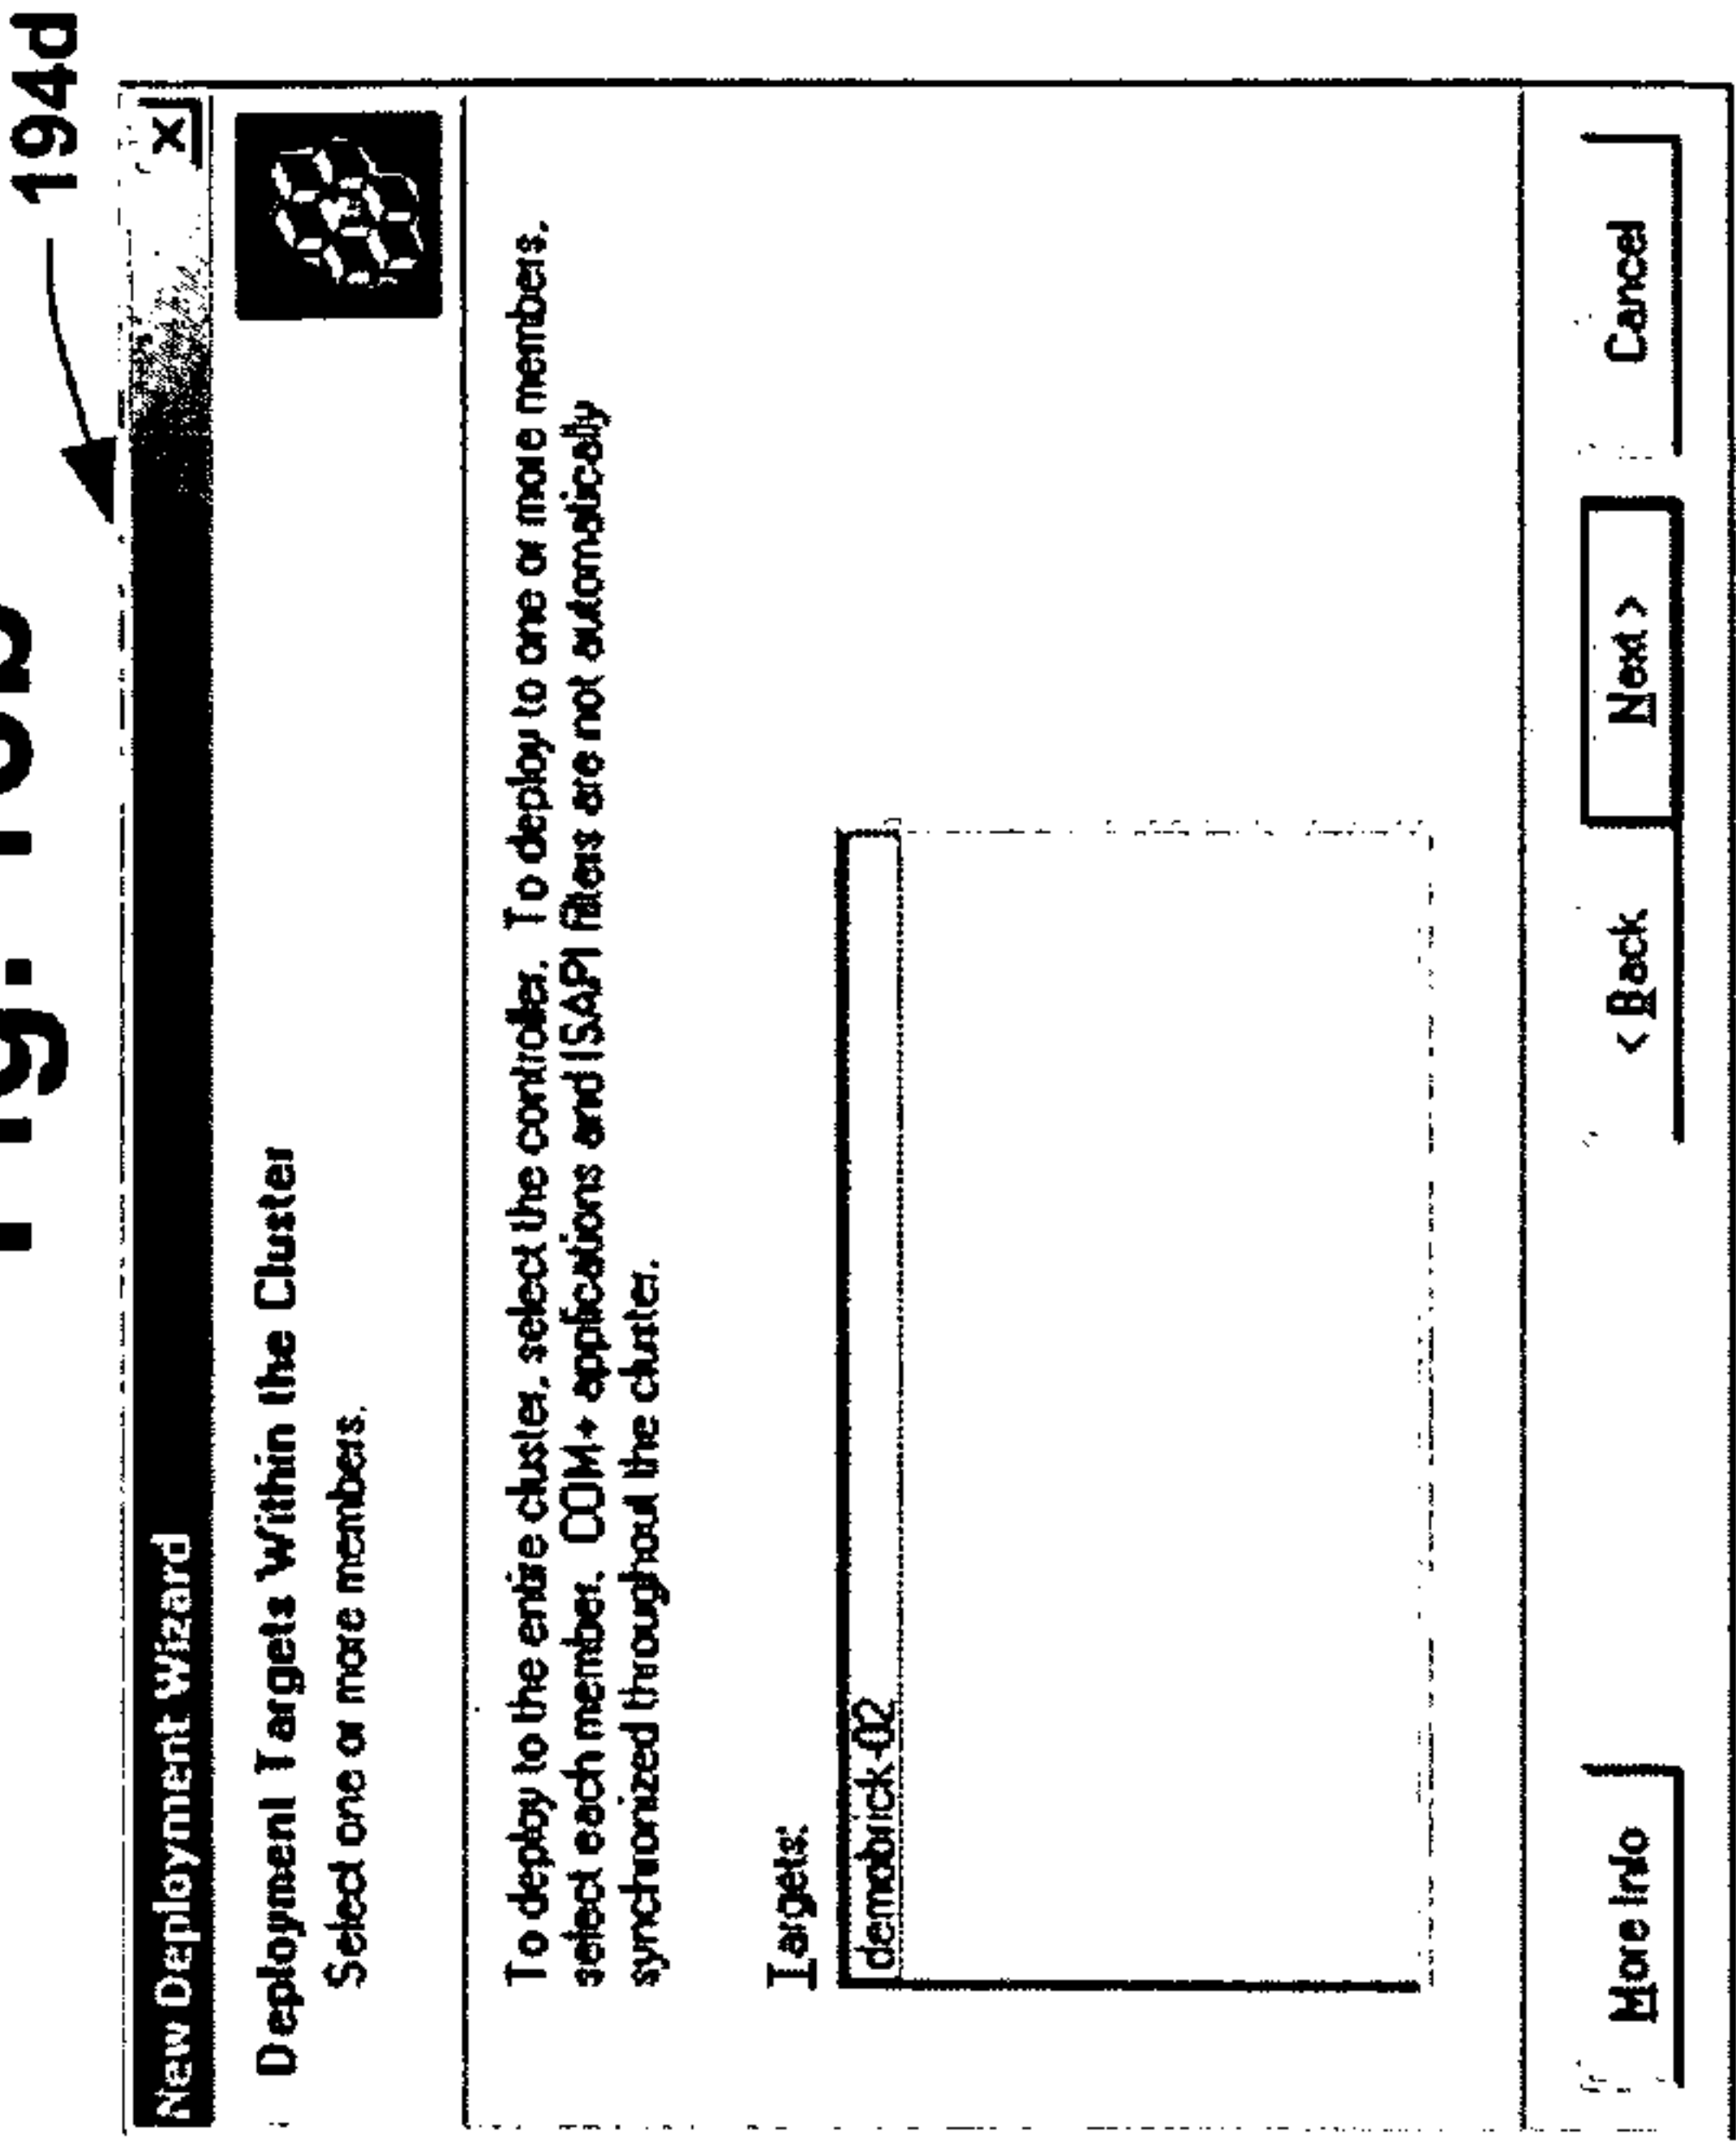 194d
New Deployment Wizard
X
Deployment Targets Within the Cluster
Select one or more members.
To deploy to the entire cluster, select the controller. To deploy to one or more members,
select each member. COM+ applications and ISAPI filters are not automatically
synchronized throughout the cluster.
Targets:
demobrick-02
More Info
< Back
Next >
Cancel